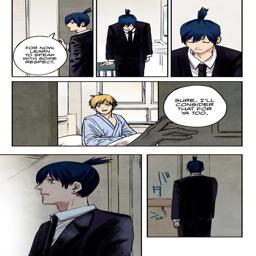 FOR NOW,
LEARN
TO
SPEAK
WITH SOME
RESPECT.
SURE, I'LL
CONSIDER
THAT FOR
YA TOO.